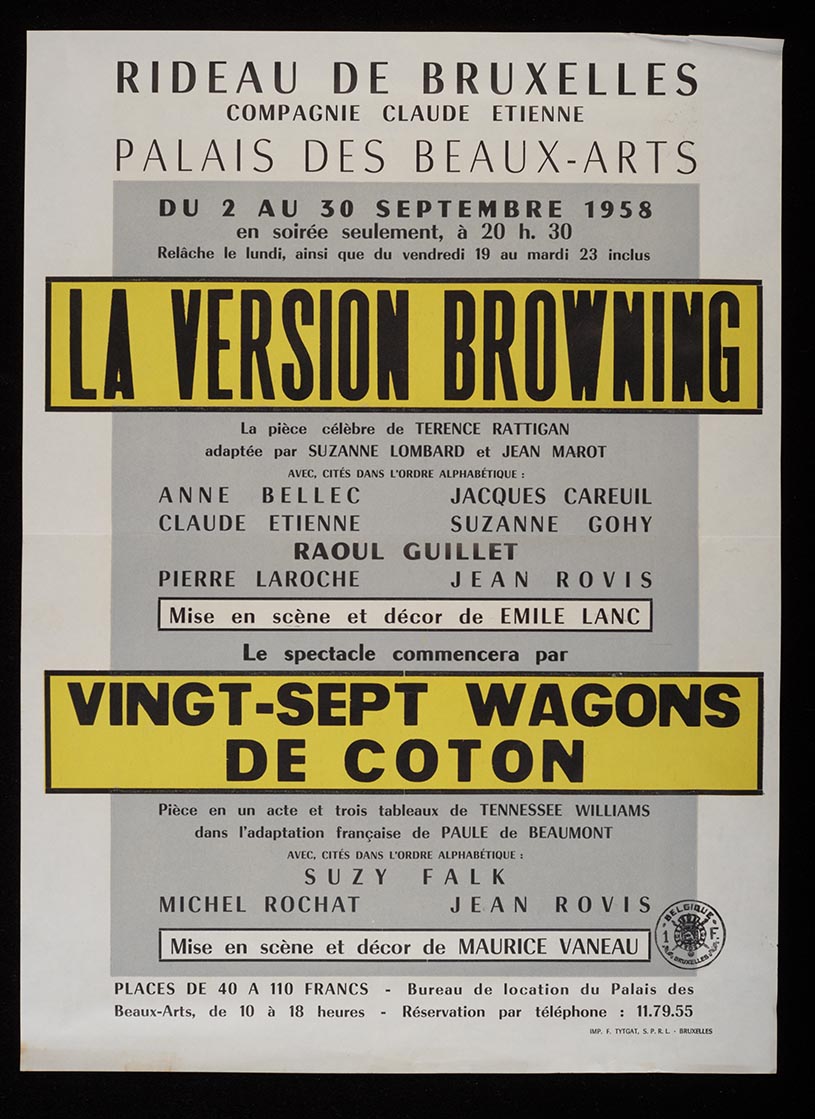 RIDEAU DE BRUXELLES
COMPAGNIE CLAUDE ETIENNE
PALAIS DES BEAUX-ARTS
DU 2 AU 30 SEPTEMBRE 1958
en soirée seulement, à 20 h. 30
Relâche le lundi, ainsi que du vendredi 19 au mardi 23 inclus
LA VERSION BROWNING
La pièce célèbre de TERENCE RATTIGAN
adaptée par SUZANNE LOMBARD et JEAN MAROT
AVEC, CITÉS DANS L'ORDRE ALPHABÉTIQUE :
ANNE BELLEC JACQUES CAREUIL
CLAUDE ETIENNE SUZANNE GOHY
RAOUL GUILLET
PIERRE LAROCHE JEAN ROVIS
Mise en scène et décor de EMILE LANC
Le spectacle commencera par
VINGT-SEPT WAGONS
DE COTON
Pièce en un acte et trois tableaux de TENNESSEE WILLIAMS
dans l'adaptation française de PAULE de BEAUMONT
AVEC, CITÉS DANS L'ORDRE ALPHABÉTIQUE :
SUZY FALK
MICHEL ROCHAT JEAN ROVIS
BELGIQUE
1 F.
BRUXELLES
Mise en scène et décor de MAURICE VANEAU
PLACES DE 40 A 110 FRANCS - Bureau de location du Palais des
Beaux-Arts, de 10 à 18 heures - Réservation par téléphone : 11.79.55
IMP. F. TYTGAT, S. P. R. L. - BRUXELLES